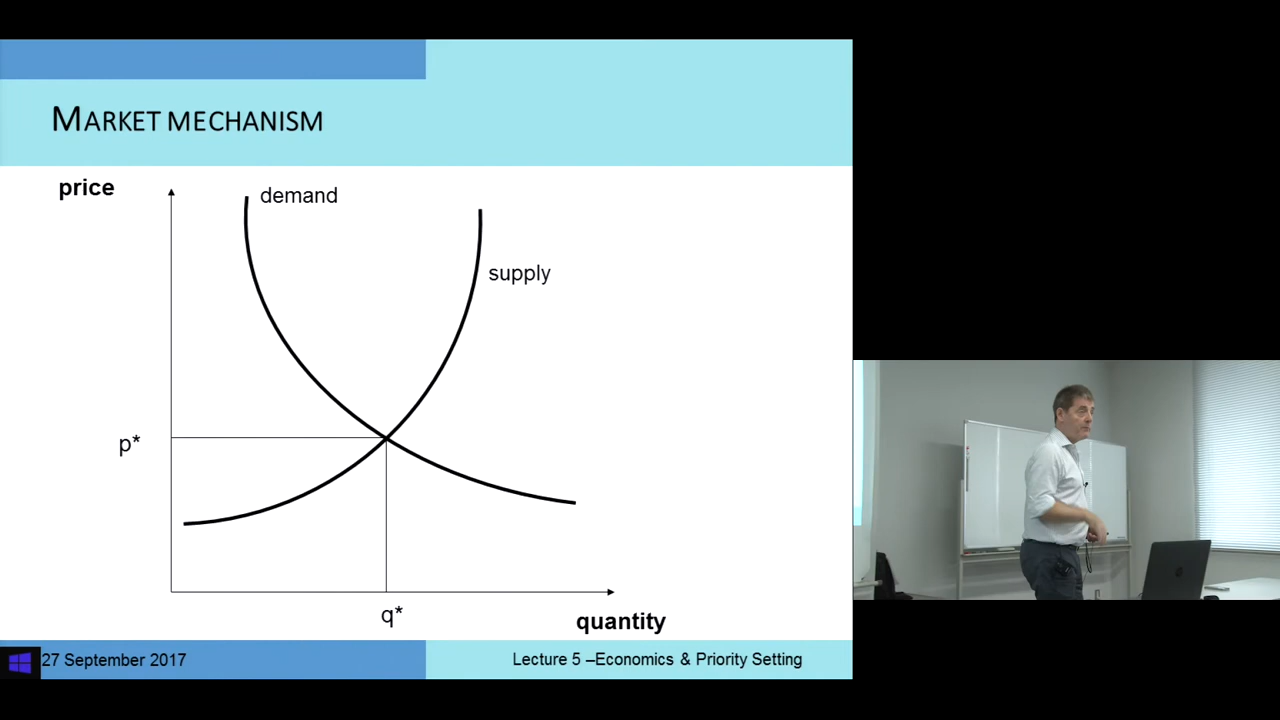 MARKET MECHANISM
price
demand
supply
p*
q*
quantity
27 September 2017
Lecture 5 –Economics & Priority Setting